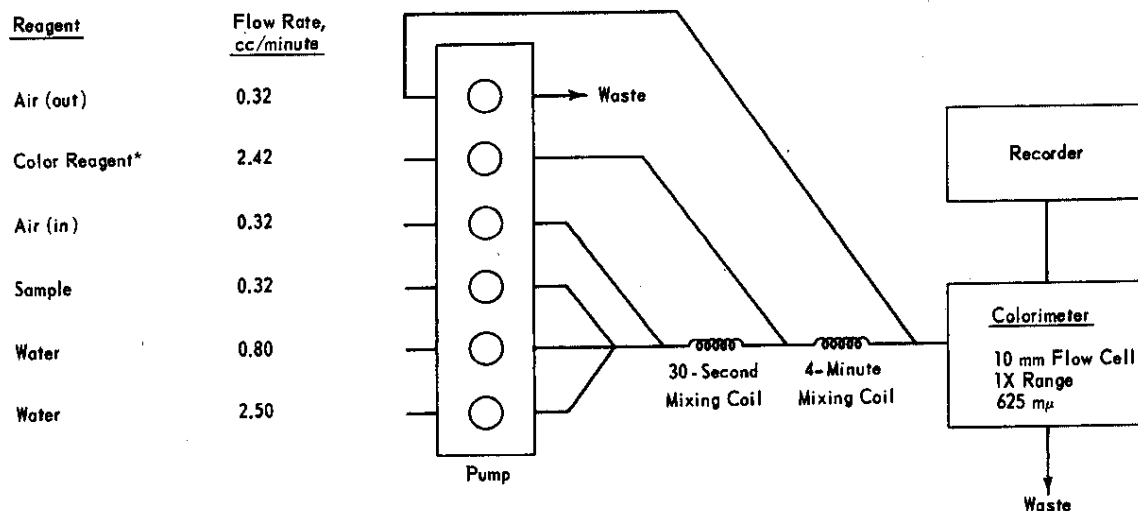 Reagent
Flow Rate,
cc/minute
Air (out) 0.32
Color Reagent* 2.42
Air (in) 0.32
Sample 0.32
Water 0.80
Water 2.50
Pump
Waste
30-Second
Mixing Coil
4-Minute
Mixing Coil
Recorder
Colorimeter
10 mm Flow Cell
1X Range
625 mμ
Waste